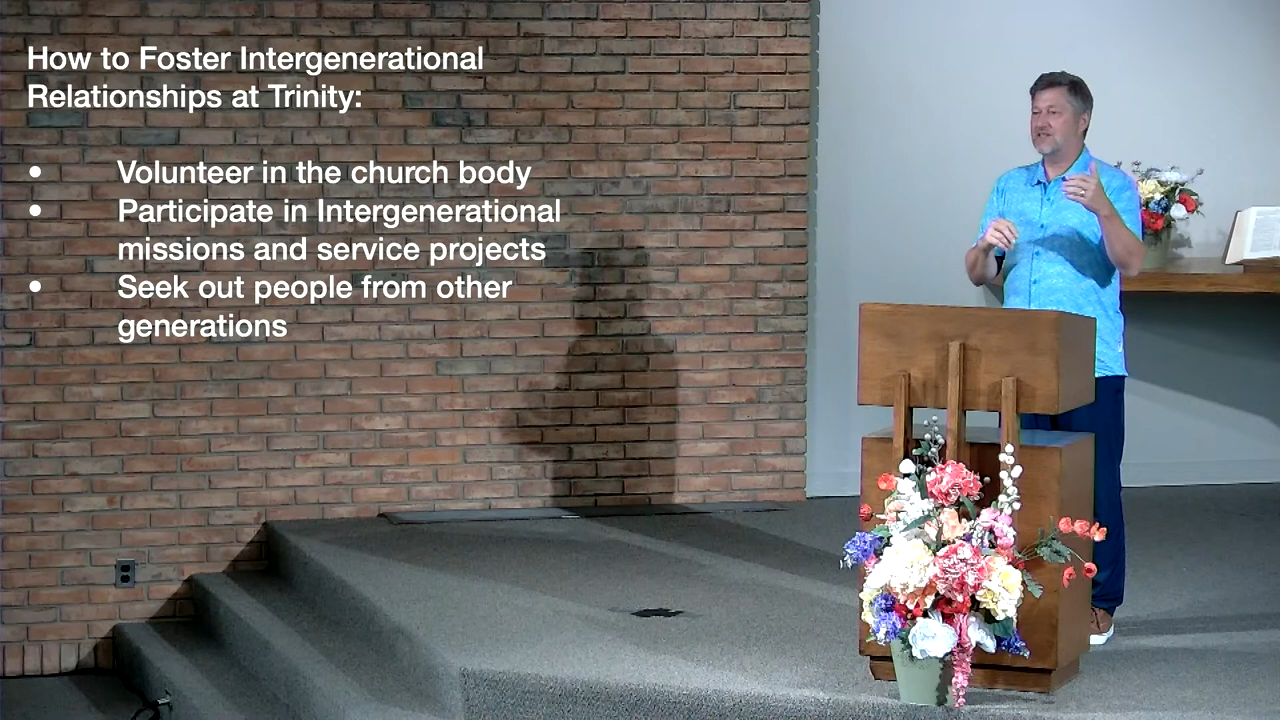 How to Foster Intergenerational
Relationships at Trinity:
• Volunteer in the church body
• Participate in Intergenerational
missions and service projects
• Seek out people from other
generations